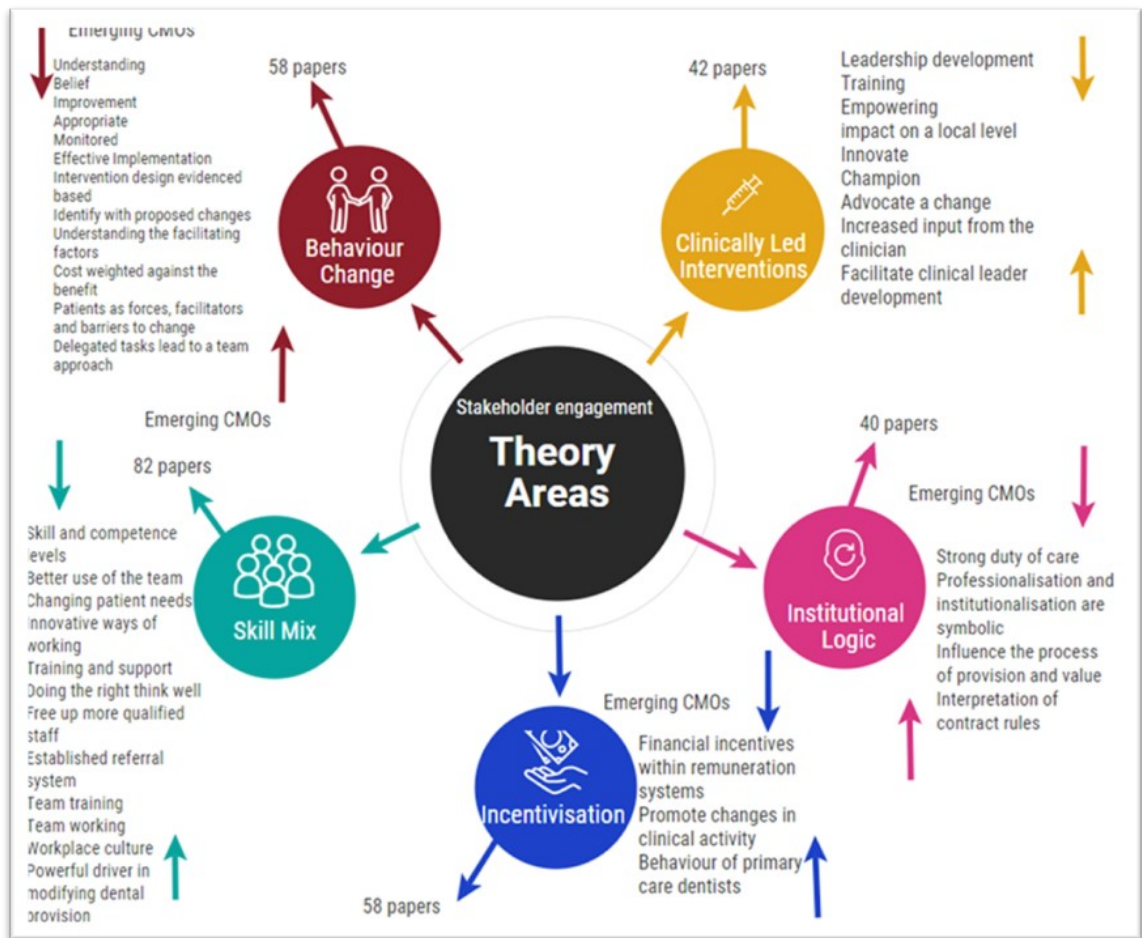 Emerging CMOs
Understanding
Belief
Improvement
Appropriate
Monitored
Effective Implementation
Intervention design evidenced
based
Identify with proposed changes
Understanding the facilitating
factors
Cost weighted against the
benefit
Patients as forces, facilitators
and barriers to change
Delegated tasks lead to a team
approach
58 papers
Behaviour
Change
42 papers
Clinically Led
Interventions
Leadership development
Training
Empowering
impact on a local level
Innovate
Champion
Advocate a change
Increased input from the
clinician
Facilitate clinical leader
development
Stakeholder engagement
Theory
Areas
Emerging CMOs
82 papers
Skill Mix
Skill and competence
levels
Better use of the team
Changing patient needs
Innovative ways of
working
Training and support
Doing the right think well
Free up more qualified
staff
Established referral
system
Team training
Team working
Workplace culture
Powerful driver in
modifying dental
provision
40 papers
Emerging CMOs
Institutional
Logic
Strong duty of care
Professionalisation and
institutionalisation are
symbolic
Influence the process
of provision and value
Interpretation of
contract rules
Emerging CMOs
Incentivisation
Financial incentives
within remuneration
systems
Promote changes in
clinical activity
Behaviour of primary
care dentists
58 papers